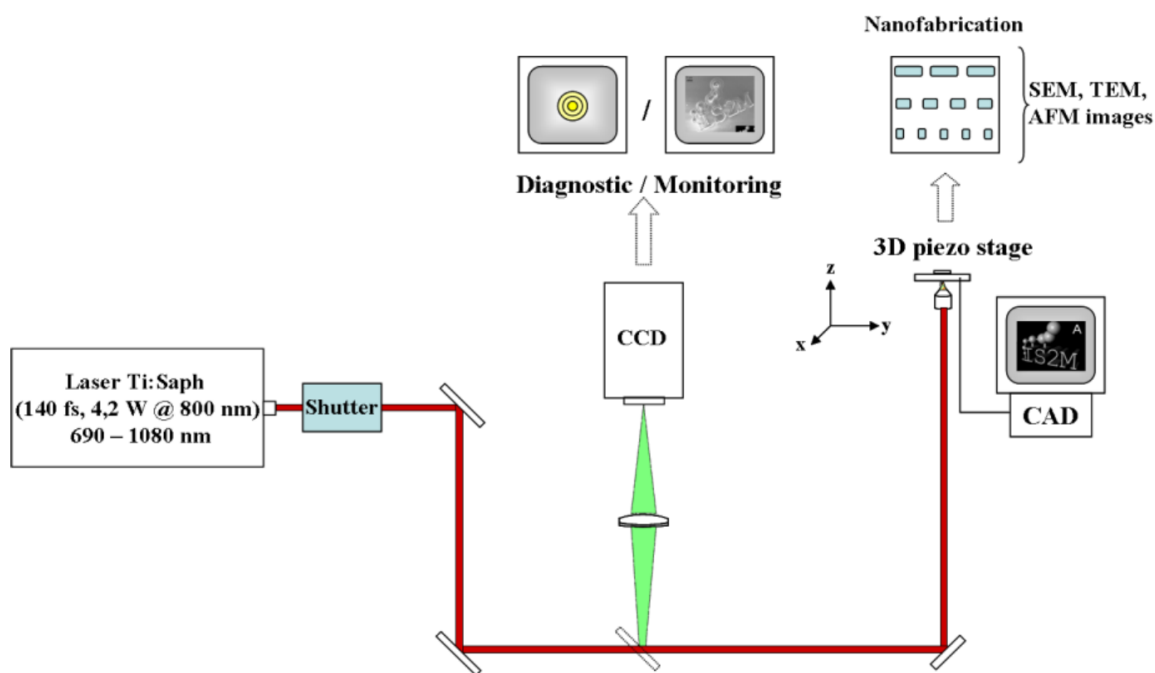 Nanofabrication
SEM, TEM,
AFM images
/
Diagnostic / Monitoring
3D piezo stage
z
y
x
CCD
A
iS2M
CAD
Laser Ti:Saph
(140 fs, 4,2 W @ 800 nm)
690 – 1080 nm
Shutter